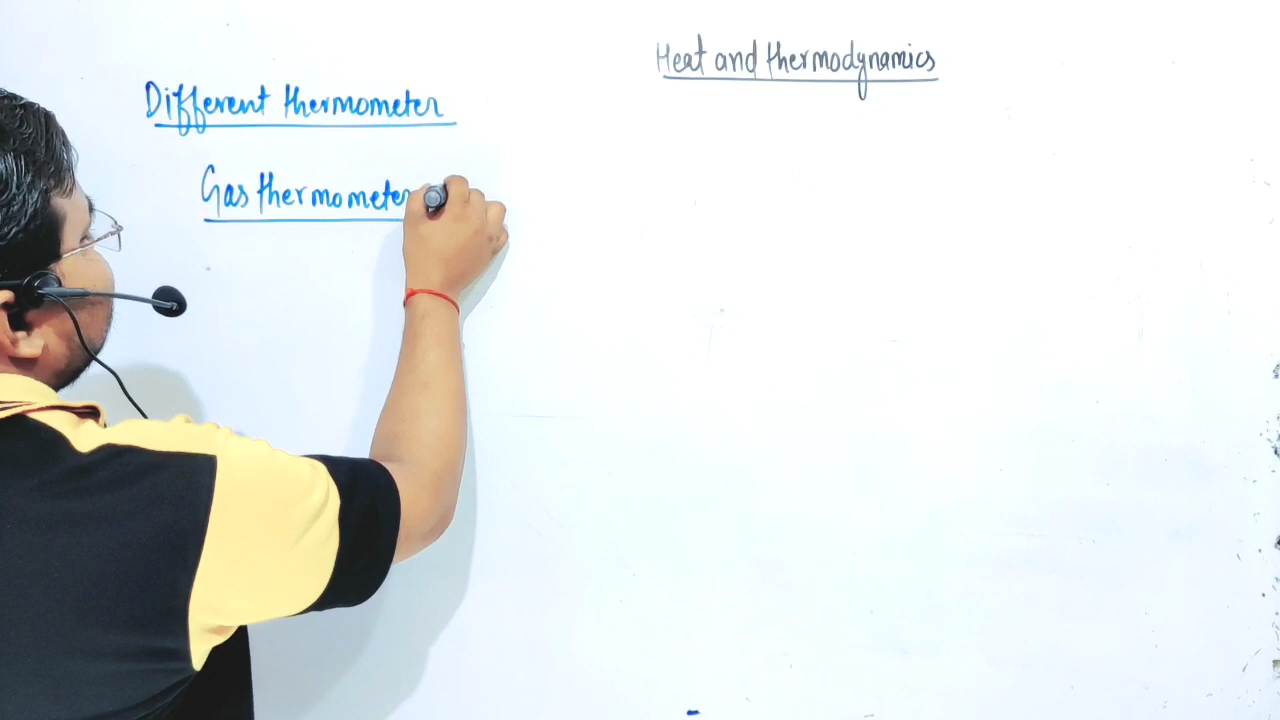 Heat and thermodynamics
Different thermometer
Gas thermometer